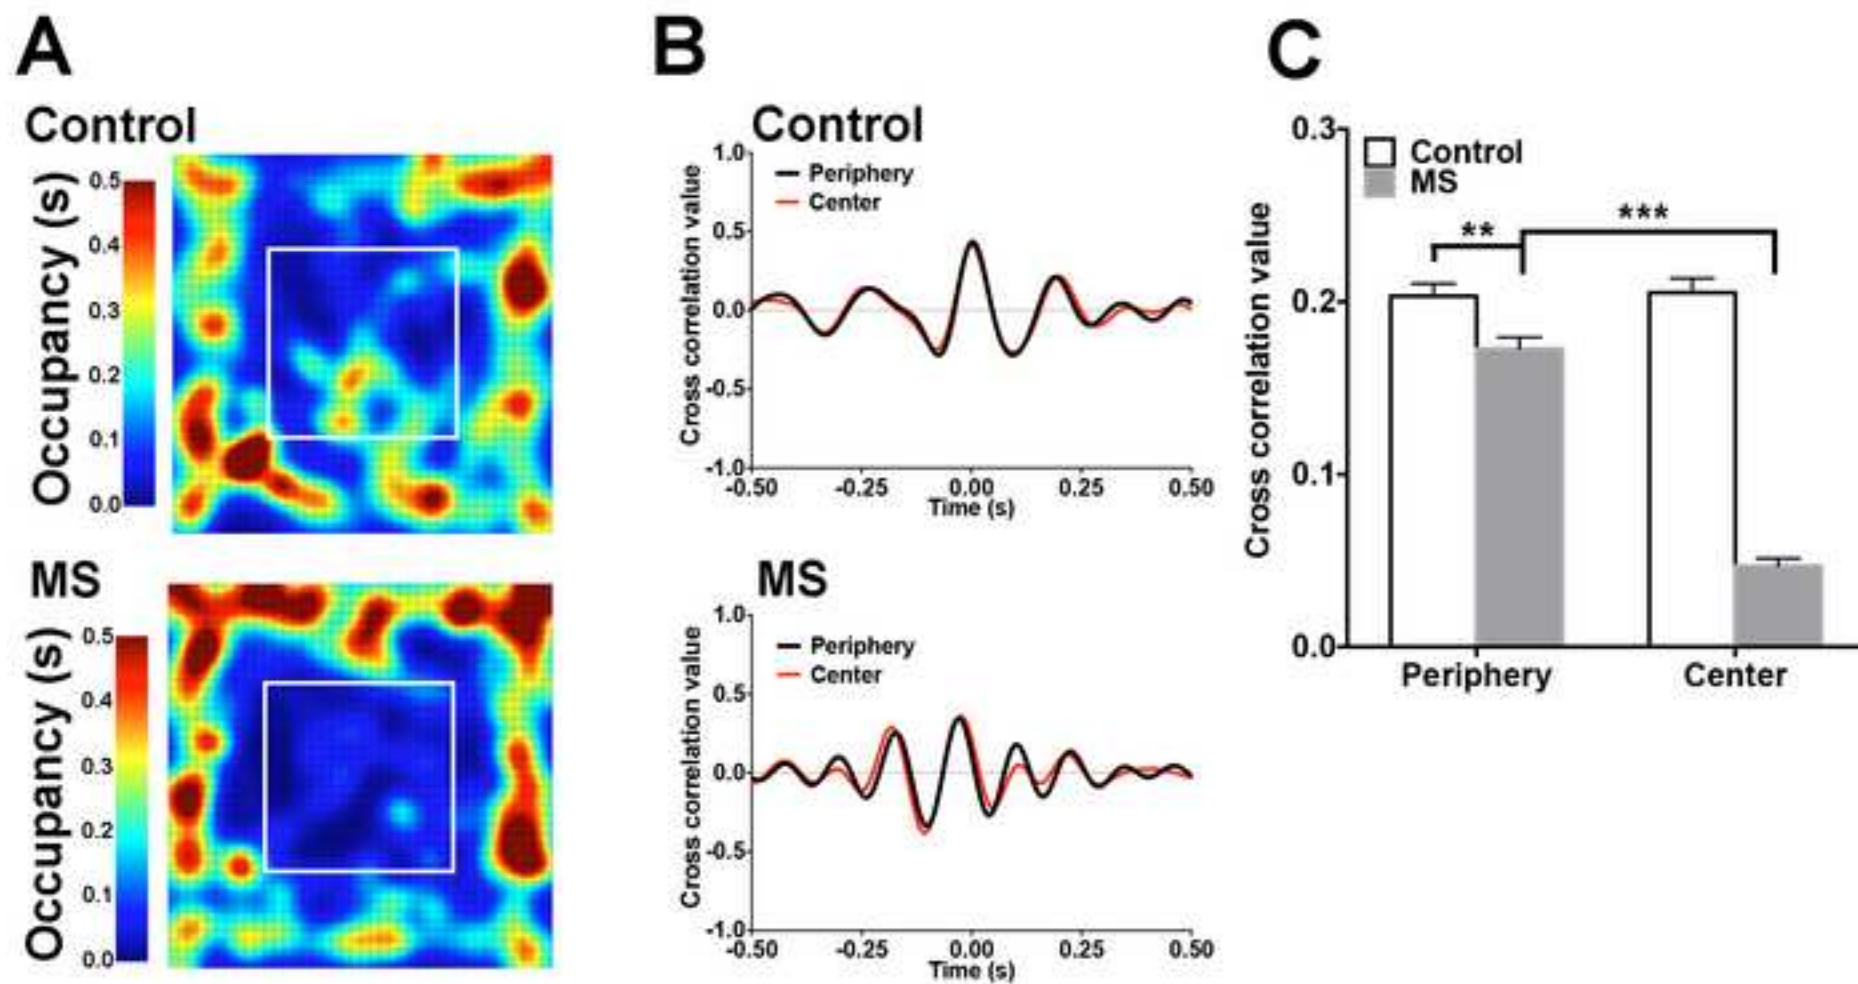 A
Control
Occupancy (s)
0.5
0.4
0.3
0.2
0.1
0.0
MS
Occupancy (s)
0.5
0.4
0.3
0.2
0.1
0.0
B
Control
Cross correlation value
1.0
0.5
0.0
-0.5
-1.0
Periphery
Center
-0.50 -0.25 0.00 0.25 0.50
Time (s)
MS
Cross correlation value
1.0
0.5
0.0
-0.5
-1.0
Periphery
Center
-0.50 -0.25 0.00 0.25 0.50
Time (s)
C
Cross correlation value
0.3
0.2
0.1
0.0
Control
MS
** ***
Periphery Center